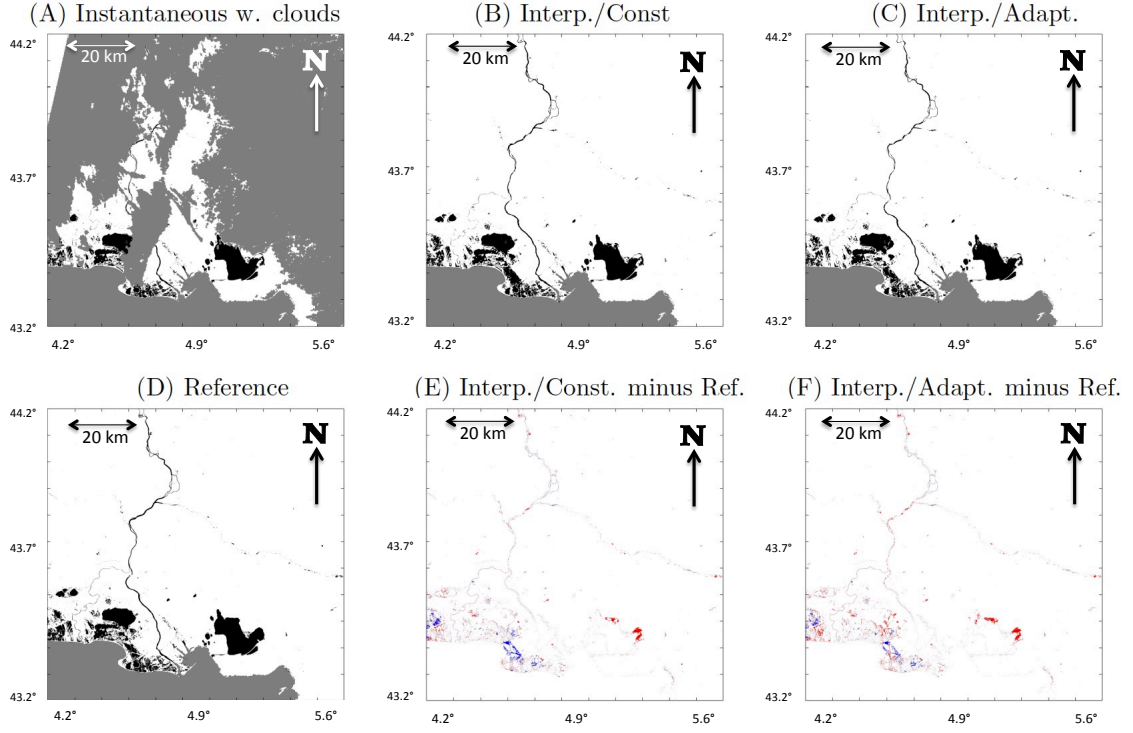 (A) Instantaneous w. clouds
(B) Interp./Const
(C) Interp./Adapt.
44.2°
20 km
N
43.7°
43.2°
4.2°
4.9°
5.6°
44.2°
20 km
N
43.7°
43.2°
4.2°
4.9°
5.6°
44.2°
20 km
N
43.7°
43.2°
4.2°
4.9°
5.6°
(D) Reference
(E) Interp./Const. minus Ref.
(F) Interp./Adapt. minus Ref.
44.2°
20 km
N
43.7°
43.2°
4.2°
4.9°
5.6°
44.2°
20 km
N
43.7°
43.2°
4.2°
4.9°
5.6°
44.2°
20 km
N
43.7°
43.2°
4.2°
4.9°
5.6°